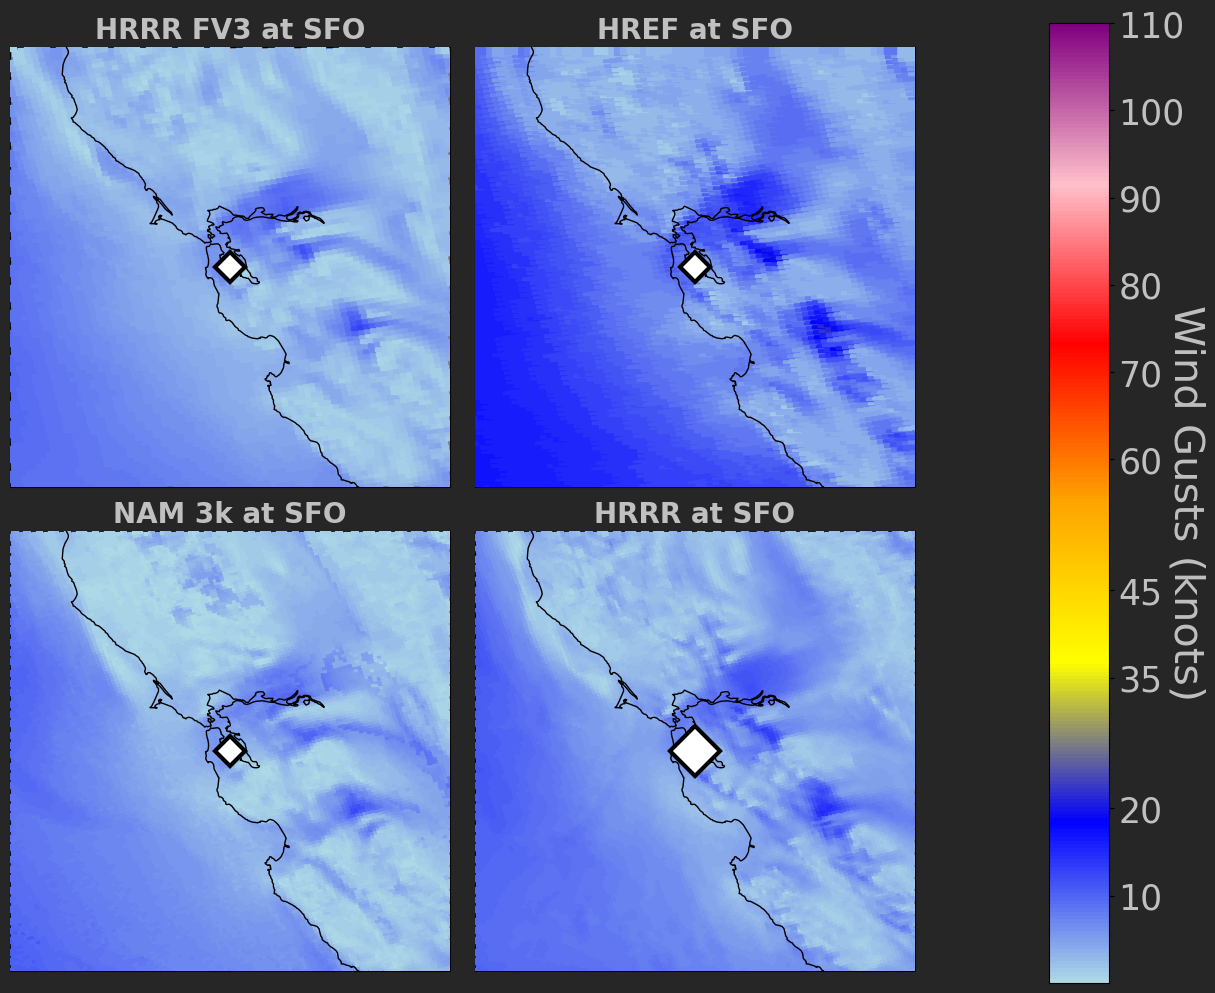 HRRR FV3 at SFO
HREF at SFO
NAM 3k at SFO
HRRR at SFO
110
100
90
80
70
60
45
35
20
10
Wind Gusts (knots)